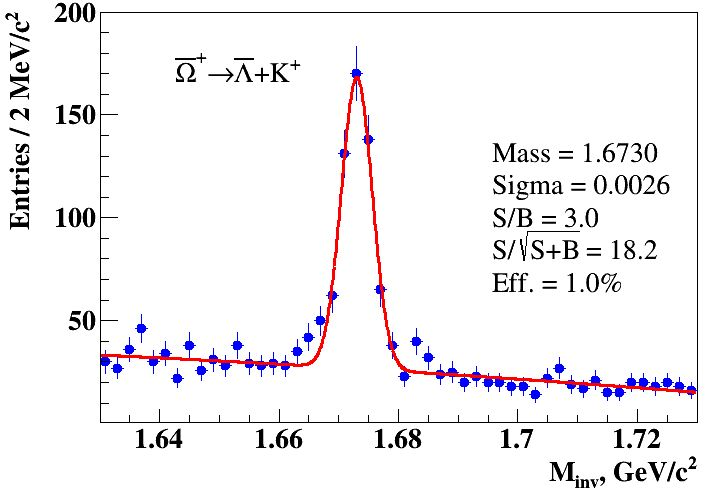 Entries / 2 MeV/c²
200
150
100
50
Ω̅⁺→Λ̅+K⁺
Mass = 1.6730
Sigma = 0.0026
S/B = 3.0
S/√S+B = 18.2
Eff. = 1.0%
1.64 1.66 1.68 1.7 1.72
M_inv, GeV/c²